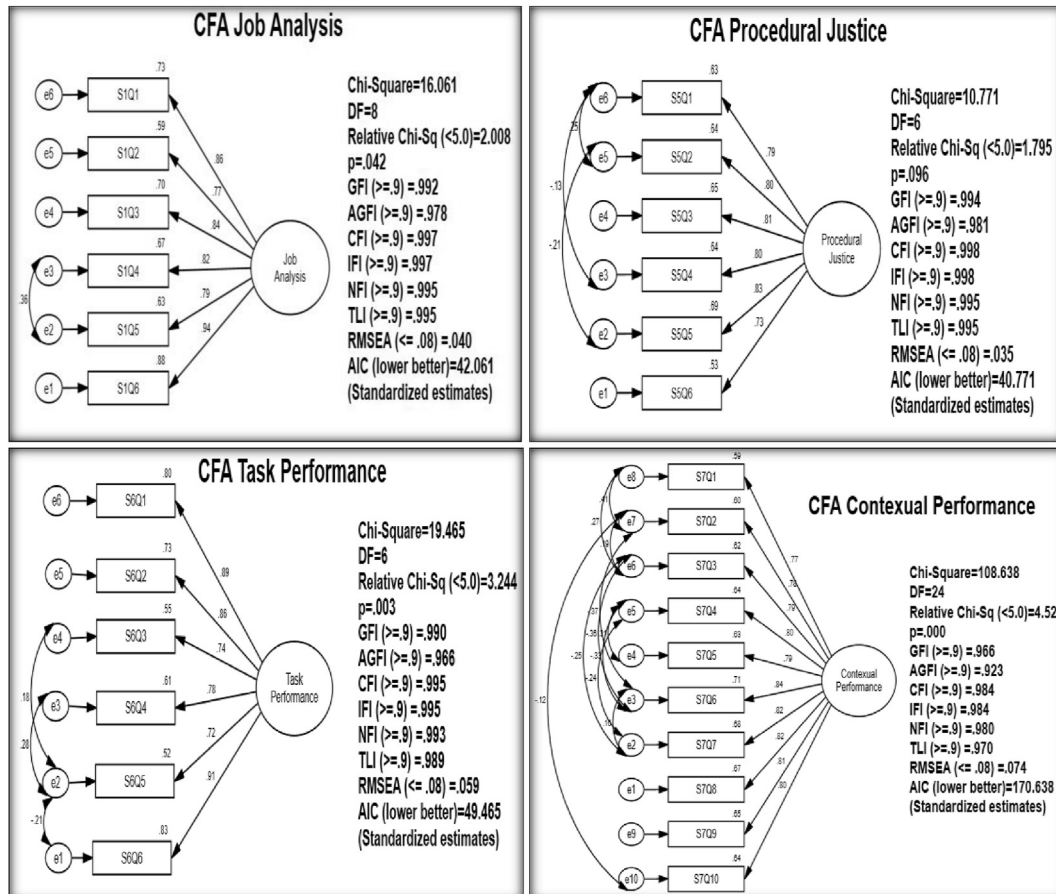 CFA Job Analysis
.73
e6
S1Q1
.59
e5
S1Q2
.70
e4
S1Q3
.67
e3
S1Q4
.63
e2
S1Q5
.88
e1
S1Q6
.86
.77
.84
.82
.79
.94
.36
Job
Analysis
Chi-Square=16.061
DF=8
Relative Chi-Sq (<5.0)=2.008
p=.042
GFI (>=.9) =.992
AGFI (>=.9) =.978
CFI (>=.9) =.997
IFI (>=.9) =.997
NFI (>=.9) =.995
TLI (>=.9) =.995
RMSEA (<= .08) =.040
AIC (lower better)=42.061
(Standardized estimates)
CFA Procedural Justice
.63
e6
S5Q1
.64
e5
S5Q2
.65
e4
S5Q3
.64
e3
S5Q4
.69
e2
S5Q5
.53
e1
S5Q6
.79
.80
.81
.80
.83
.73
.25
-.13
-.21
Procedural
Justice
Chi-Square=10.771
DF=6
Relative Chi-Sq (<5.0)=1.795
p=.096
GFI (>=.9) =.994
AGFI (>=.9) =.981
CFI (>=.9) =.998
IFI (>=.9) =.998
NFI (>=.9) =.995
TLI (>=.9) =.995
RMSEA (<= .08) =.035
AIC (lower better)=40.771
(Standardized estimates)
CFA Task Performance
.80
e6
S6Q1
.73
e5
S6Q2
.55
e4
S6Q3
.61
e3
S6Q4
.52
e2
S6Q5
.83
e1
S6Q6
.89
.86
.74
.78
.72
.91
.18
.28
-.21
Task
Performance
Chi-Square=19.465
DF=6
Relative Chi-Sq (<5.0)=3.244
p=.003
GFI (>=.9) =.990
AGFI (>=.9) =.966
CFI (>=.9) =.995
IFI (>=.9) =.995
NFI (>=.9) =.993
TLI (>=.9) =.989
RMSEA (<= .08) =.059
AIC (lower better)=49.465
(Standardized estimates)
CFA Contexual Performance
.59
e8
S7Q1
.60
e7
S7Q2
.62
e6
S7Q3
.64
e5
S7Q4
.63
e4
S7Q5
.71
e3
S7Q6
.68
e2
S7Q7
.67
e1
S7Q8
.66
e9
S7Q9
.64
e10
S7Q10
.77
.78
.79
.80
.79
.84
.82
.82
.81
.80
.41
.27
-.37
-.25
-.24
-.12
Contexual
Performance
Chi-Square=108.638
DF=24
Relative Chi-Sq (<5.0)=4.52
p=.000
GFI (>=.9) =.966
AGFI (>=.9) =.923
CFI (>=.9) =.984
IFI (>=.9) =.984
NFI (>=.9) =.980
TLI (>=.9) =.970
RMSEA (<= .08) =.074
AIC (lower better)=170.638
(Standardized estimates)